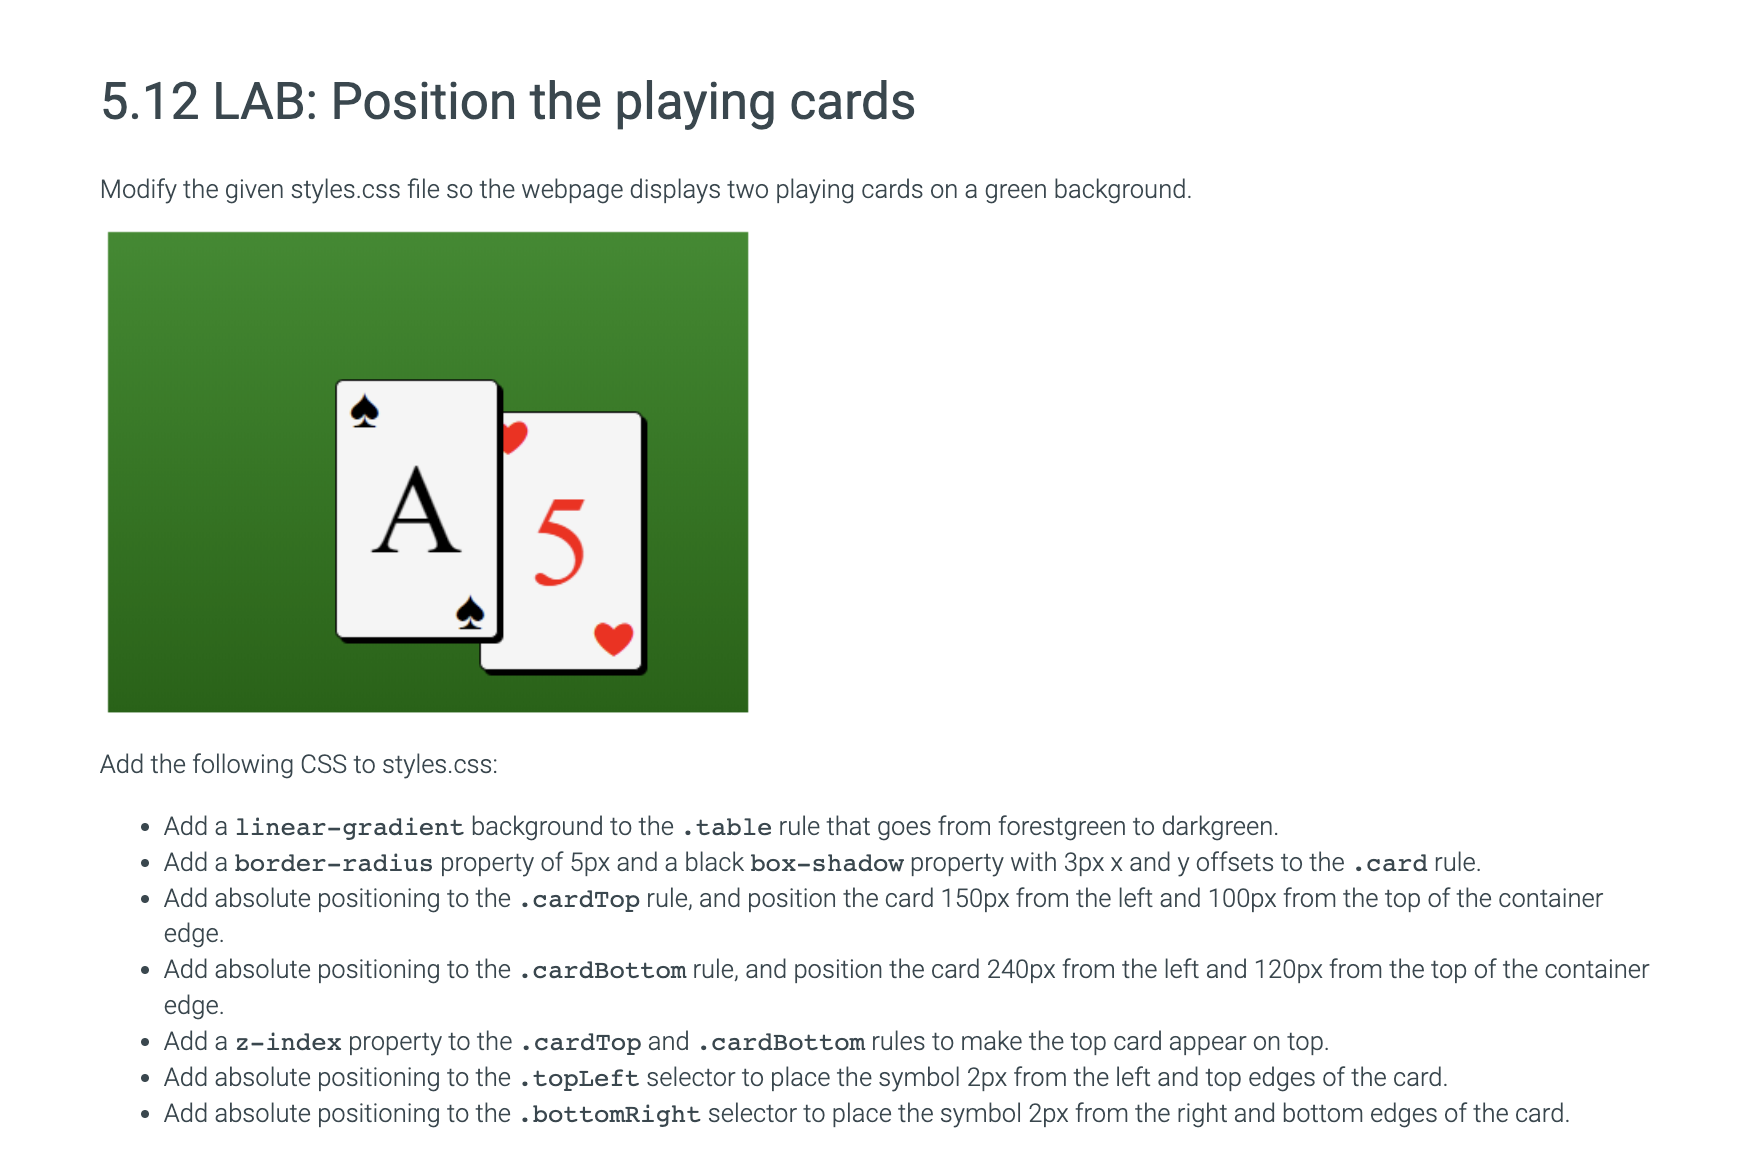 5.12 LAB: Position the playing cards
Modify the given styles.css file so the webpage displays two playing cards on a green background.
♠
A
♠
♥
5
♥
Add the following CSS to styles.css:
• Add a linear-gradient background to the .table rule that goes from forestgreen to darkgreen.
• Add a border-radius property of 5px and a black box-shadow property with 3px x and y offsets to the .card rule.
• Add absolute positioning to the .cardTop rule, and position the card 150px from the left and 100px from the top of the container
edge.
• Add absolute positioning to the .cardBottom rule, and position the card 240px from the left and 120px from the top of the container
edge.
• Add a z-index property to the .cardTop and .cardBottom rules to make the top card appear on top.
• Add absolute positioning to the .topLeft selector to place the symbol 2px from the left and top edges of the card.
• Add absolute positioning to the .bottomRight selector to place the symbol 2px from the right and bottom edges of the card.